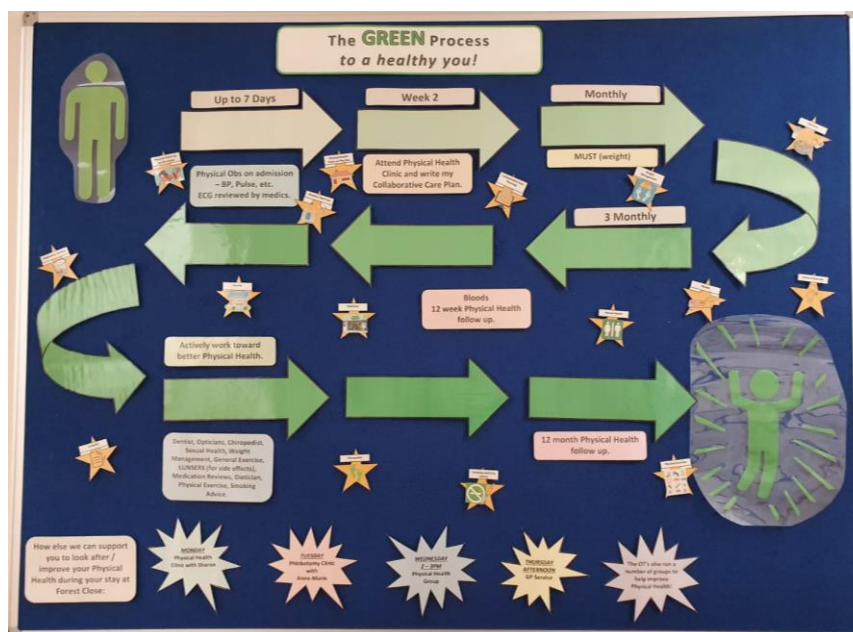 The GREEN Process
to a healthy you!
Up to 7 Days
Week 2
Monthly
Physical Obs on admission
– BP, Pulse, etc.
ECG reviewed by medics.
Attend Physical Health
Clinic and write my
Collaborative Care Plan.
MUST (weight)
3 Monthly
Bloods
12 week Physical Health
follow up.
Actively work toward
better Physical Health.
Dentist, Opticians, Chiropodist,
Sexual Health, Weight
Management, General Exercise,
LUNSERS (for side effects),
Medication Reviews, Dietician,
Physical Exercise, Smoking
Advice.
12 month Physical Health
follow up.
How else we can support
you to look after /
improve your Physical
Health during your stay at
Forest Close:
MONDAY
Physical Health
Clinic with Sharon
TUESDAY
Phlebotomy Clinic
with
Anne-Marie
WEDNESDAY
2 – 3PM
Physical Health
Group
THURSDAY
AFTERNOON
GP Service
The OT's also run a
number of groups to
help improve
Physical Health!